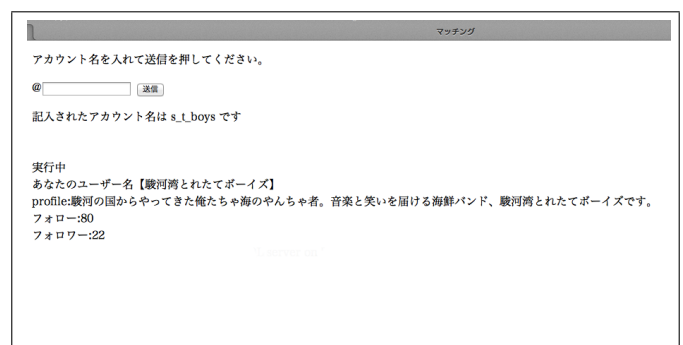 マッチング
アカウント名を入れて送信を押してください。
@ 送信
記入されたアカウント名は s_t_boys です
実行中
あなたのユーザー名【駿河湾とれたてボーイズ】
profile:駿河の国からやってきた俺たちゃ海のやんちゃ者。音楽と笑いを届ける海鮮バンド、駿河湾とれたてボーイズです。
フォロー:80
フォロワー:22